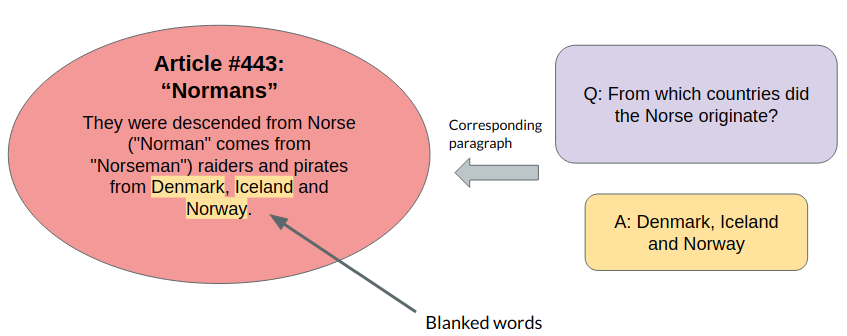 Article #443:
“Normans”
They were descended from Norse
("Norman" comes from
"Norseman") raiders and pirates
from Denmark, Iceland and
Norway.
Corresponding
paragraph
Q: From which countries did
the Norse originate?
A: Denmark, Iceland
and Norway
Blanked words